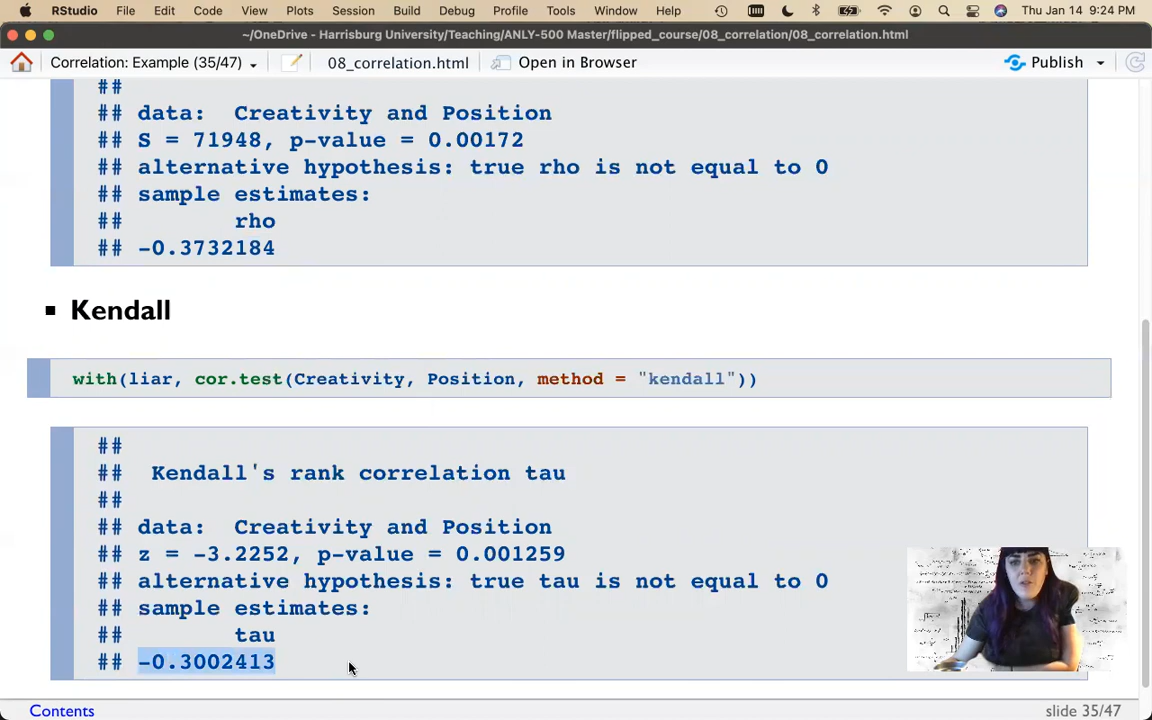 RStudio File Edit Code View Plots Session Build Debug Profile Tools Window Help Thu Jan 14 9:24 PM
~/OneDrive - Harrisburg University/Teaching/ANLY-500 Master/flipped_course/08_correlation/08_correlation.html
Correlation: Example (35/47) 08_correlation.html Open in Browser Publish
##
## data: Creativity and Position
## S = 71948, p-value = 0.00172
## alternative hypothesis: true rho is not equal to 0
## sample estimates:
## rho
## -0.3732184
Kendall
with(liar, cor.test(Creativity, Position, method = "kendall"))
##
## Kendall's rank correlation tau
##
## data: Creativity and Position
## z = -3.2252, p-value = 0.001259
## alternative hypothesis: true tau is not equal to 0
## sample estimates:
## tau
## -0.3002413
Contents slide 35/47